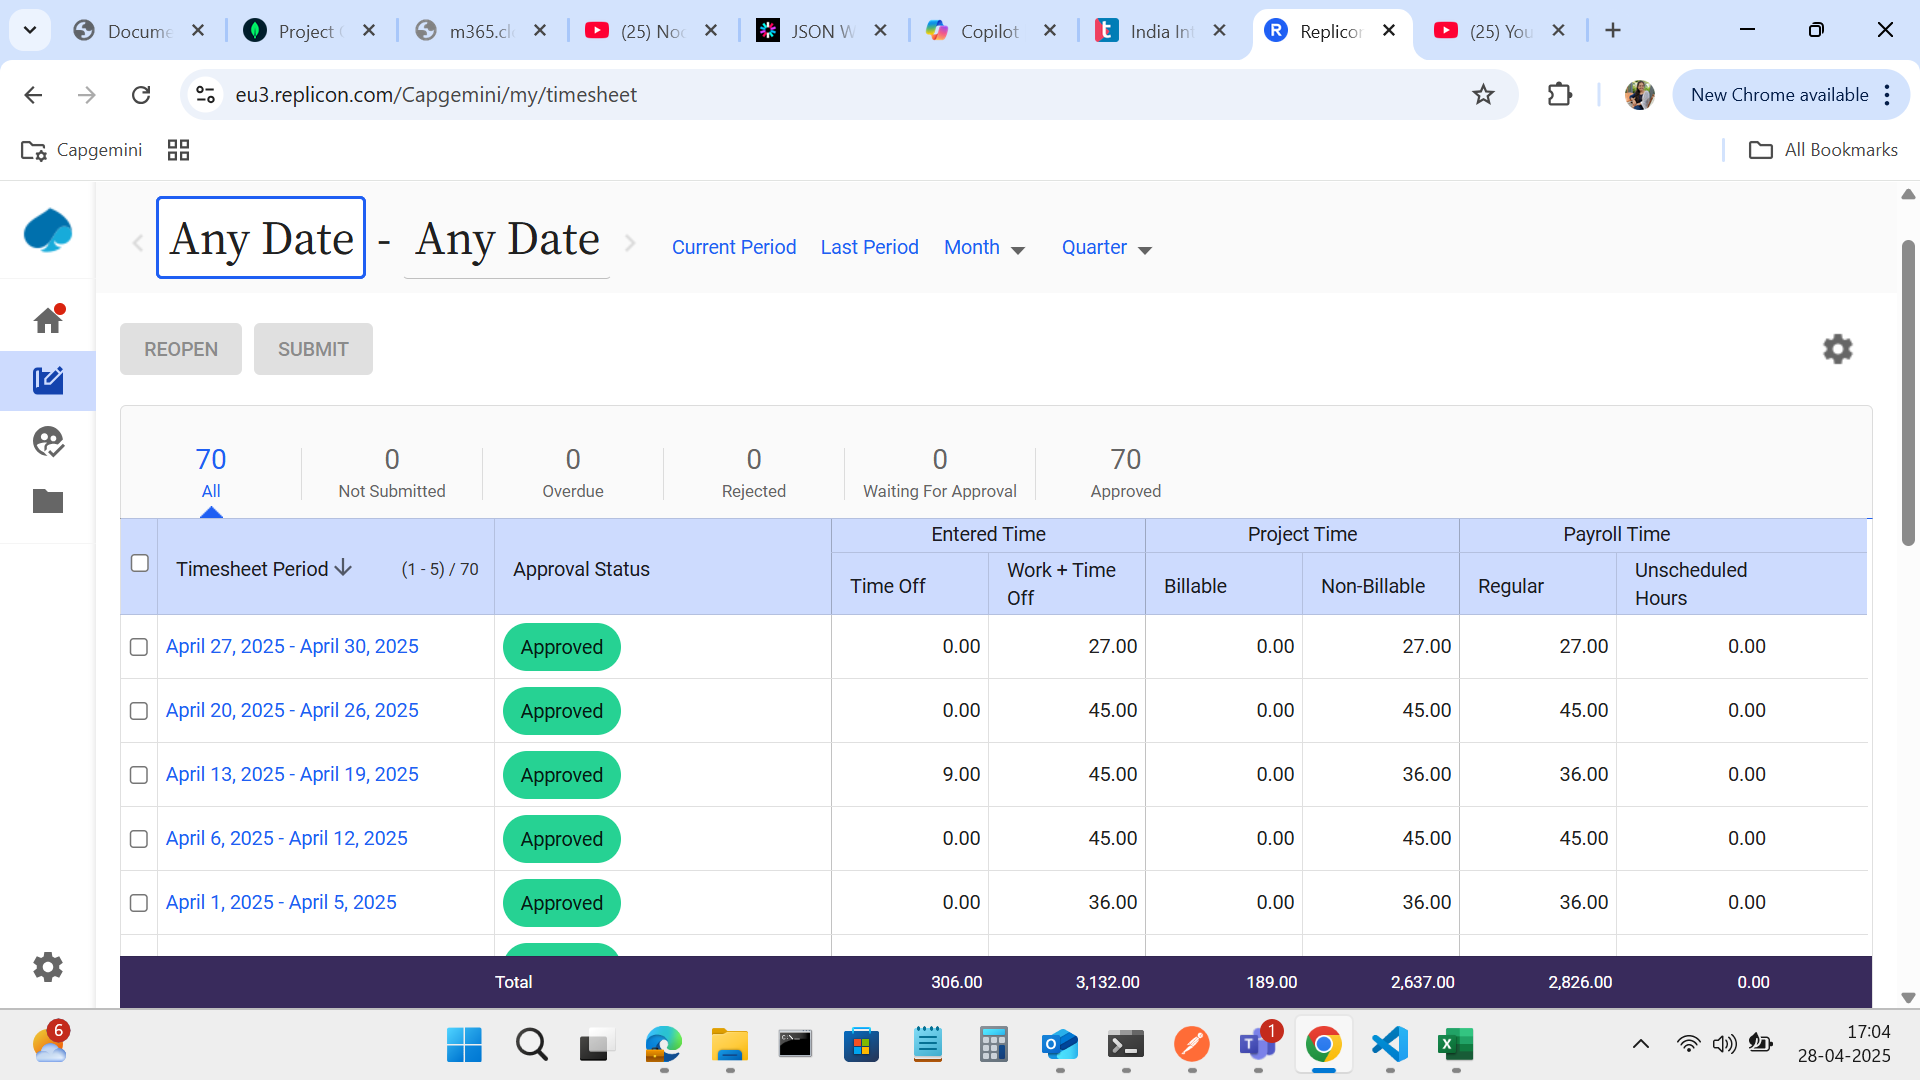 Docume
Project
m365.cl
(25) Noc
JSON W
Copilot
India Int
Replicon
(25) You
eu3.replicon.com/Capgemini/my/timesheet
New Chrome available
Capgemini
All Bookmarks
Any Date - Any Date
Current Period
Last Period
Month
Quarter
REOPEN
SUBMIT
70
0
0
0
0
70
All
Not Submitted
Overdue
Rejected
Waiting For Approval
Approved
Entered Time
Project Time
Payroll Time
Timesheet Period
(1 - 5) / 70
Approval Status
Time Off
Work + Time
Off
Billable
Non-Billable
Regular
Unscheduled
Hours
April 27, 2025 - April 30, 2025 Approved 0.00 27.00 0.00 27.00 27.00 0.00
April 20, 2025 - April 26, 2025 Approved 0.00 45.00 0.00 45.00 45.00 0.00
April 13, 2025 - April 19, 2025 Approved 9.00 45.00 0.00 36.00 36.00 0.00
April 6, 2025 - April 12, 2025 Approved 0.00 45.00 0.00 45.00 45.00 0.00
April 1, 2025 - April 5, 2025 Approved 0.00 36.00 0.00 36.00 36.00 0.00
Total 306.00 3,132.00 189.00 2,637.00 2,826.00 0.00
6
1
17:04
28-04-2025